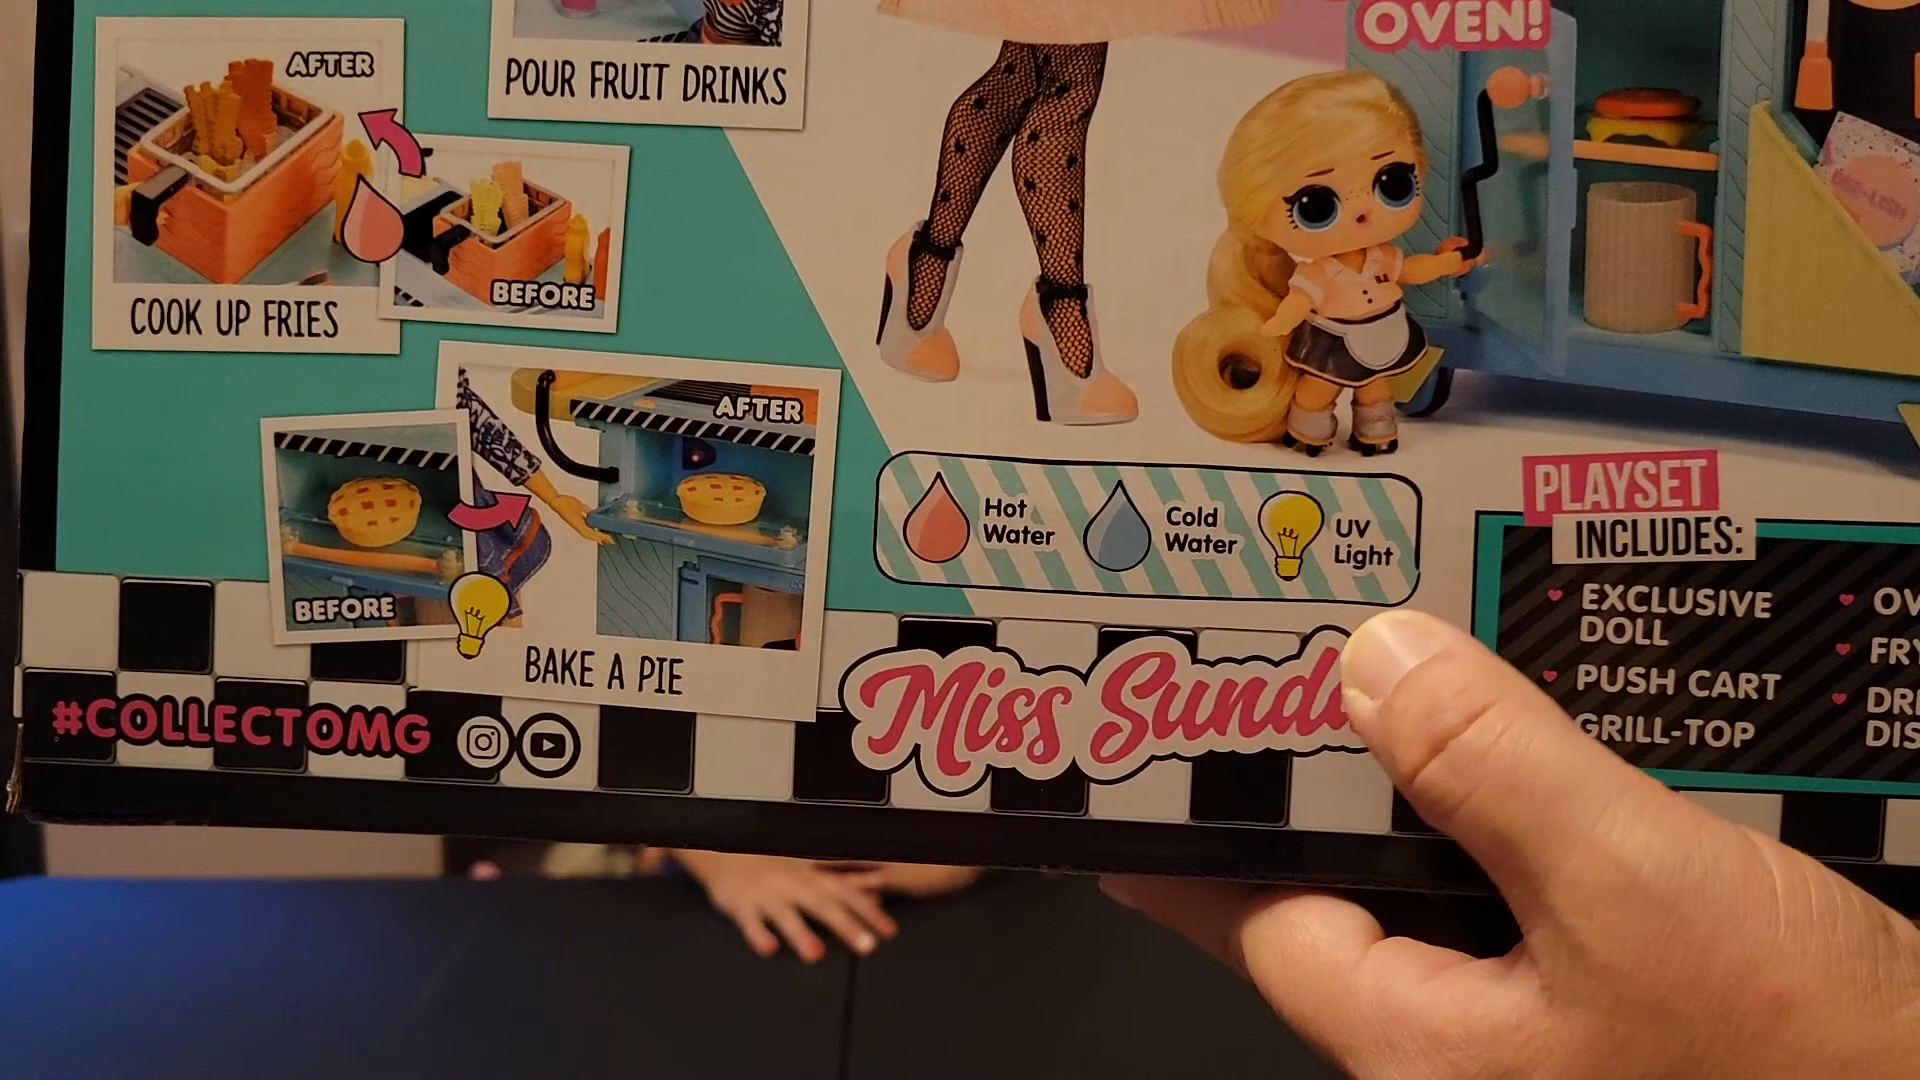 OVEN!
AFTER
POUR FRUIT DRINKS
BEFORE
COOK UP FRIES
AFTER
BEFORE
BAKE A PIE
Hot
Water
Cold
Water
UV
Light
PLAYSET
INCLUDES:
EXCLUSIVE
DOLL
PUSH CART
GRILL-TOP
#COLLECTOMG
Miss